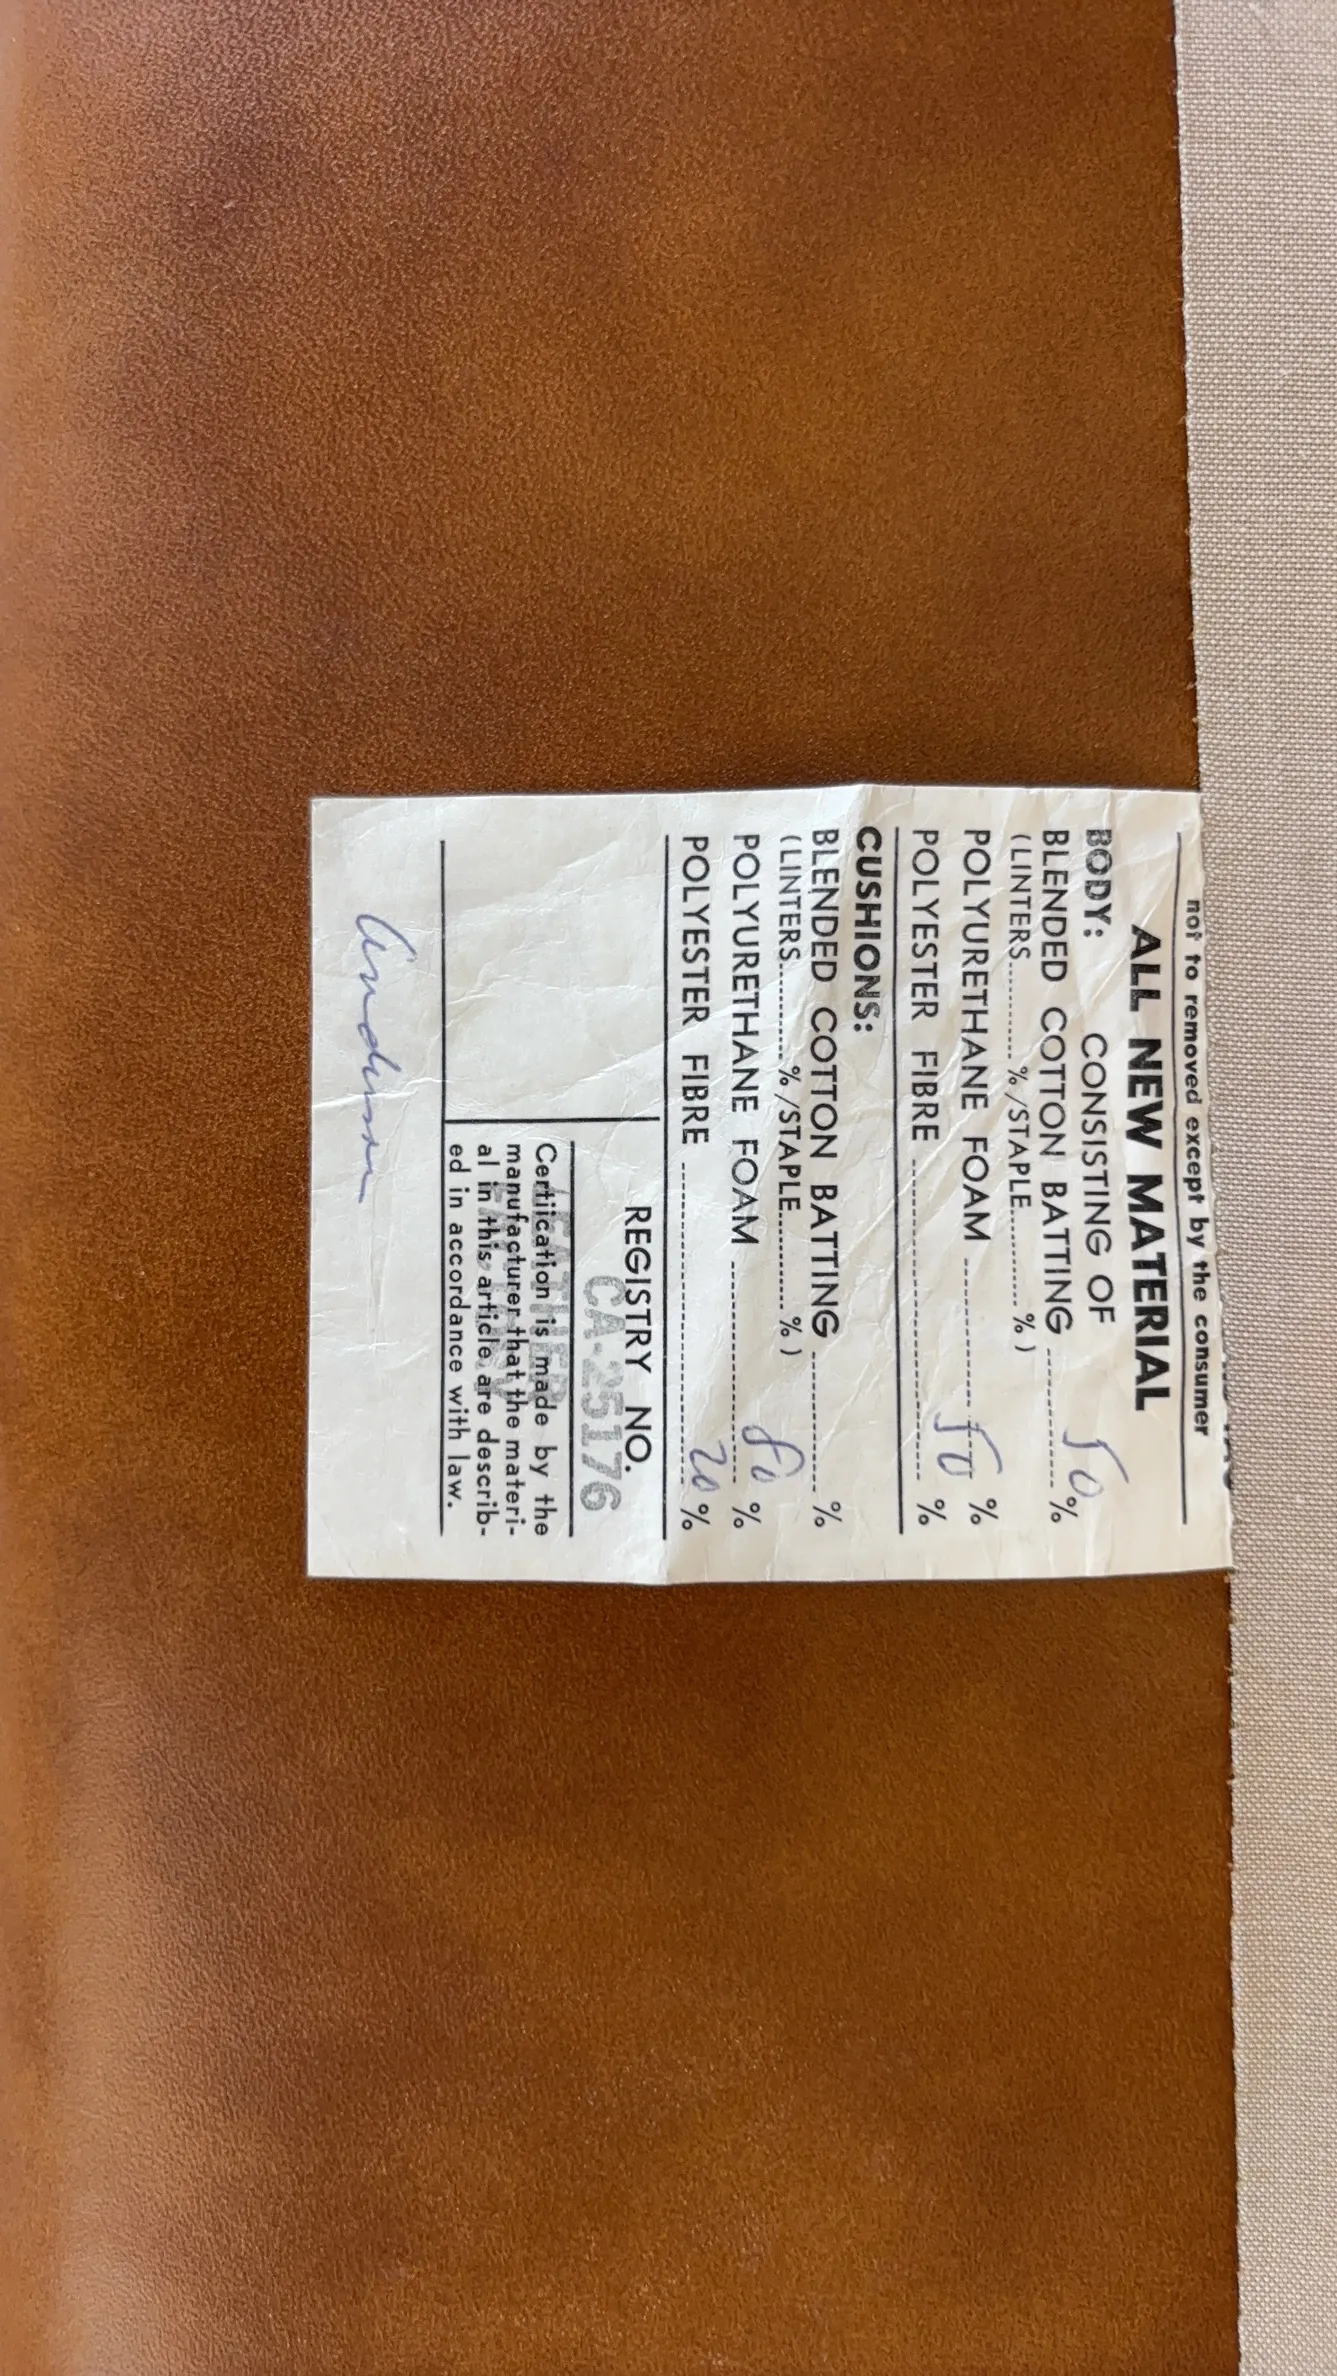 not to removed except by the consumer
ALL NEW MATERIAL
BODY: CONSISTING OF
BLENDED COTTON BATTING .......... 50 %
(LINTERS.......... % /STAPLE.......... % )
POLYURETHANE FOAM .......... 50 %
POLYESTER FIBRE .......... %
CUSHIONS:
BLENDED COTTON BATTING .......... %
(LINTERS.......... % /STAPLE.......... % )
POLYURETHANE FOAM .......... 80 %
POLYESTER FIBRE .......... 20 %
REGISTRY NO.
CA-25176
Certiication is made by the
manufacturer that the materi-
al in this article are describ-
ed in accordance with law.
LEATHER